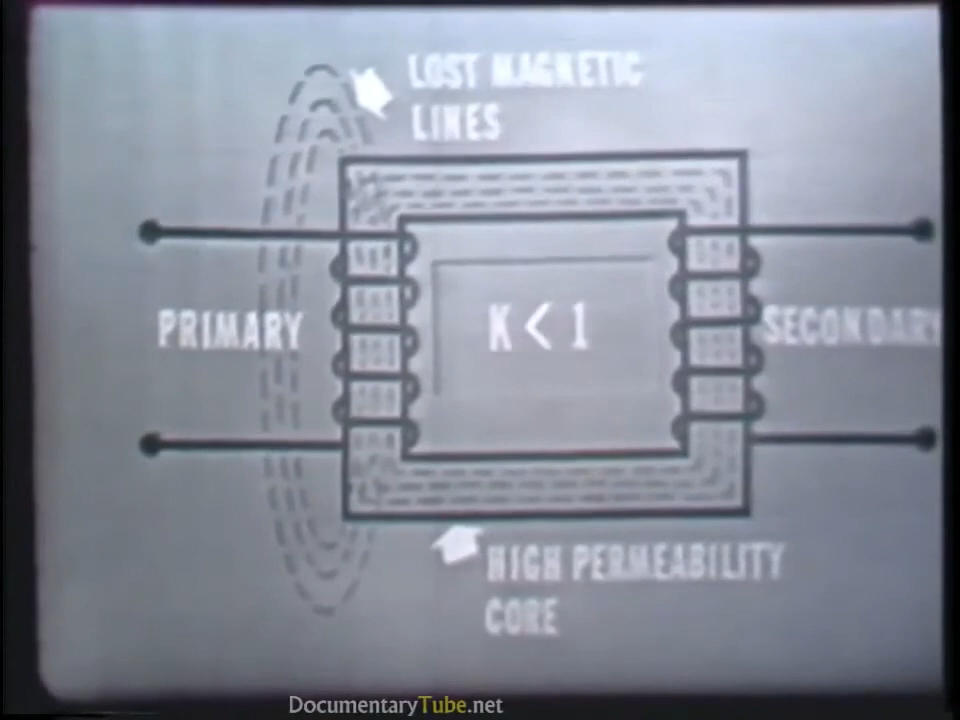 LOST MAGNETIC
LINES
PRIMARY
K < 1
SECONDARY
HIGH PERMEABILITY
CORE
DocumentaryTube.net